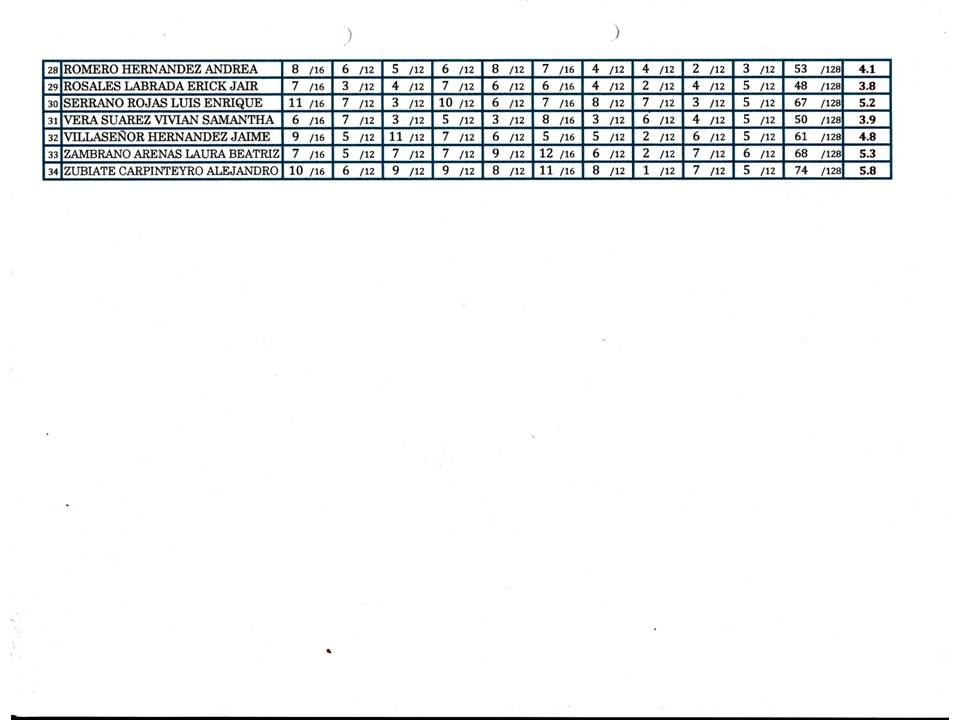 28 ROMERO HERNANDEZ ANDREA 8 /16 6 /12 5 /12 6 /12 8 /12 7 /16 4 /12 4 /12 2 /12 3 /12 53 /128 4.1
29 ROSALES LABRADA ERICK JAIR 7 /16 3 /12 4 /12 7 /12 6 /12 6 /16 4 /12 2 /12 4 /12 5 /12 48 /128 3.8
30 SERRANO ROJAS LUIS ENRIQUE 11 /16 7 /12 3 /12 10 /12 6 /12 7 /16 8 /12 7 /12 3 /12 5 /12 67 /128 5.2
31 VERA SUAREZ VIVIAN SAMANTHA 6 /16 7 /12 3 /12 5 /12 3 /12 8 /16 3 /12 6 /12 4 /12 5 /12 50 /128 3.9
32 VILLASEÑOR HERNANDEZ JAIME 9 /16 5 /12 11 /12 7 /12 6 /12 5 /16 5 /12 2 /12 6 /12 5 /12 61 /128 4.8
33 ZAMBRANO ARENAS LAURA BEATRIZ 7 /16 5 /12 7 /12 7 /12 9 /12 12 /16 6 /12 2 /12 7 /12 6 /12 68 /128 5.3
34 ZUBIATE CARPINTEYRO ALEJANDRO 10 /16 6 /12 9 /12 9 /12 8 /12 11 /16 8 /12 1 /12 7 /12 5 /12 74 /128 5.8